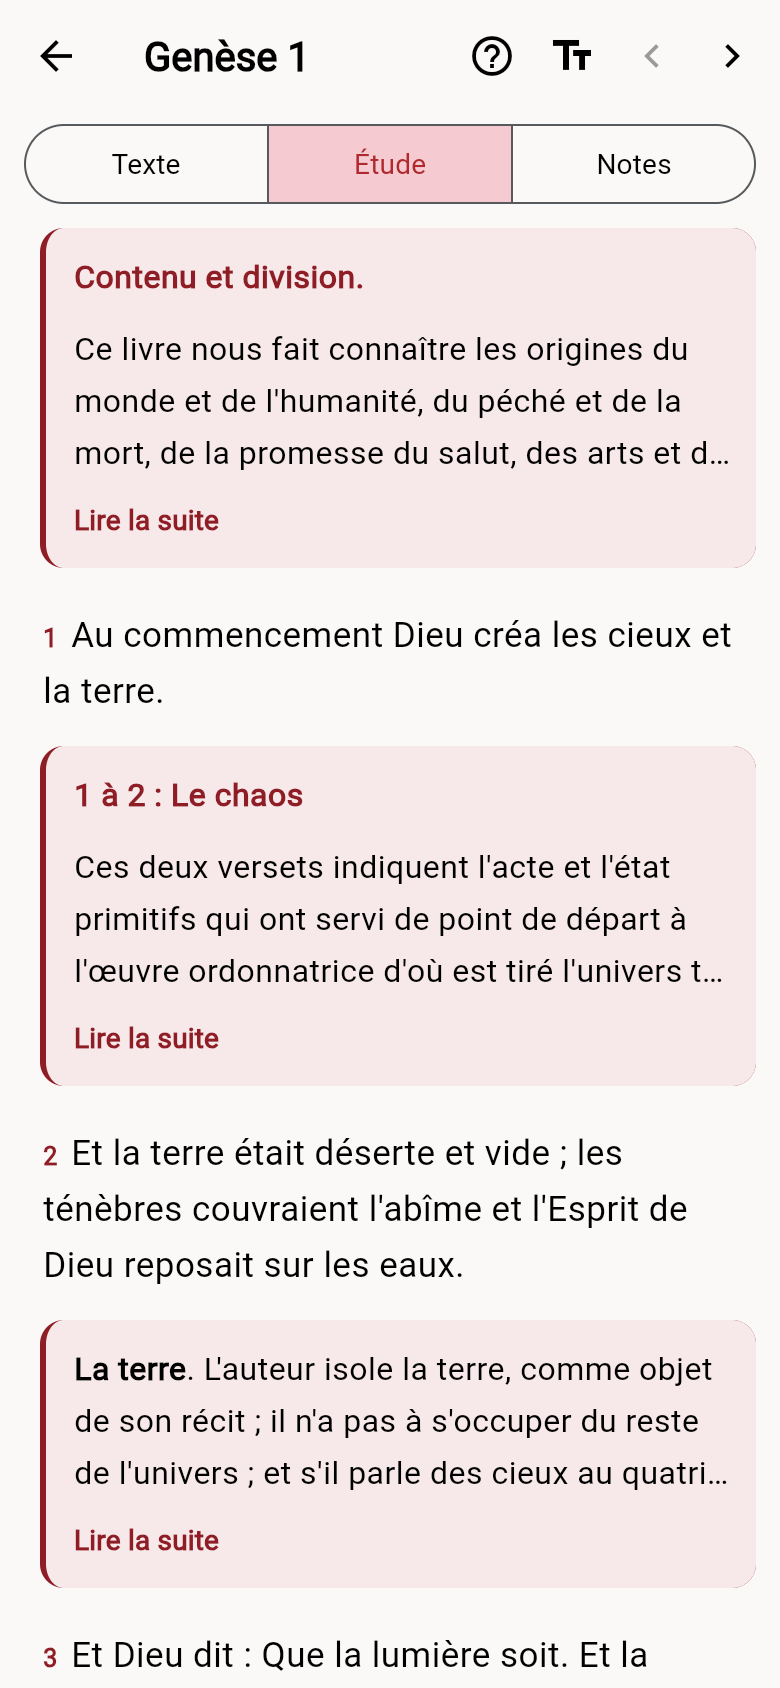 Genèse 1
Texte
Étude
Notes
Contenu et division.
Ce livre nous fait connaître les origines du
monde et de l'humanité, du péché et de la
mort, de la promesse du salut, des arts et d...
Lire la suite
1 Au commencement Dieu créa les cieux et
la terre.
1 à 2 : Le chaos
Ces deux versets indiquent l'acte et l'état
primitifs qui ont servi de point de départ à
l'œuvre ordonnatrice d'où est tiré l'univers t...
Lire la suite
2 Et la terre était déserte et vide ; les
ténèbres couvraient l'abîme et l'Esprit de
Dieu reposait sur les eaux.
La terre. L'auteur isole la terre, comme objet
de son récit ; il n'a pas à s'occuper du reste
de l'univers ; et s'il parle des cieux au quatri...
Lire la suite
3 Et Dieu dit : Que la lumière soit. Et la